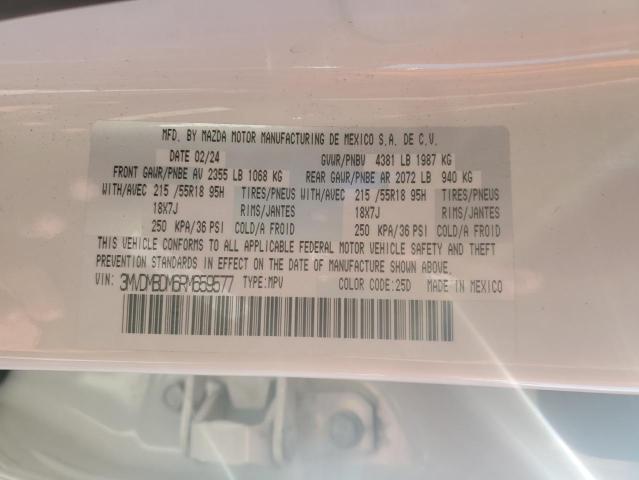 MFD. BY MAZDA MOTOR MANUFACTURING DE MEXICO S.A. DE C.V.
DATE 02/24 GVWR/PNBV 4381 LB 1987 KG
FRONT GAWR/PNBE AV 2355 LB 1068 KG REAR GAWR/PNBE AR 2072 LB 940 KG
WITH/AVEC 215 /55R18 95H TIRES/PNEUS WITH/AVEC 215 /55R18 95H TIRES/PNEUS
18X7J RIMS/JANTES 18X7J RIMS/JANTES
250 KPA/36 PSI COLD/A FROID 250 KPA/36 PSI COLD/A FROID
THIS VEHICLE CONFORMS TO ALL APPLICABLE FEDERAL MOTOR VEHICLE SAFETY AND THEFT
PREVENTION STANDARDS IN EFFECT ON THE DATE OF MANUFACTURE SHOWN ABOVE.
VIN: 3MVDMBDM6RM659577 TYPE:MPV COLOR CODE:25D MADE IN MEXICO